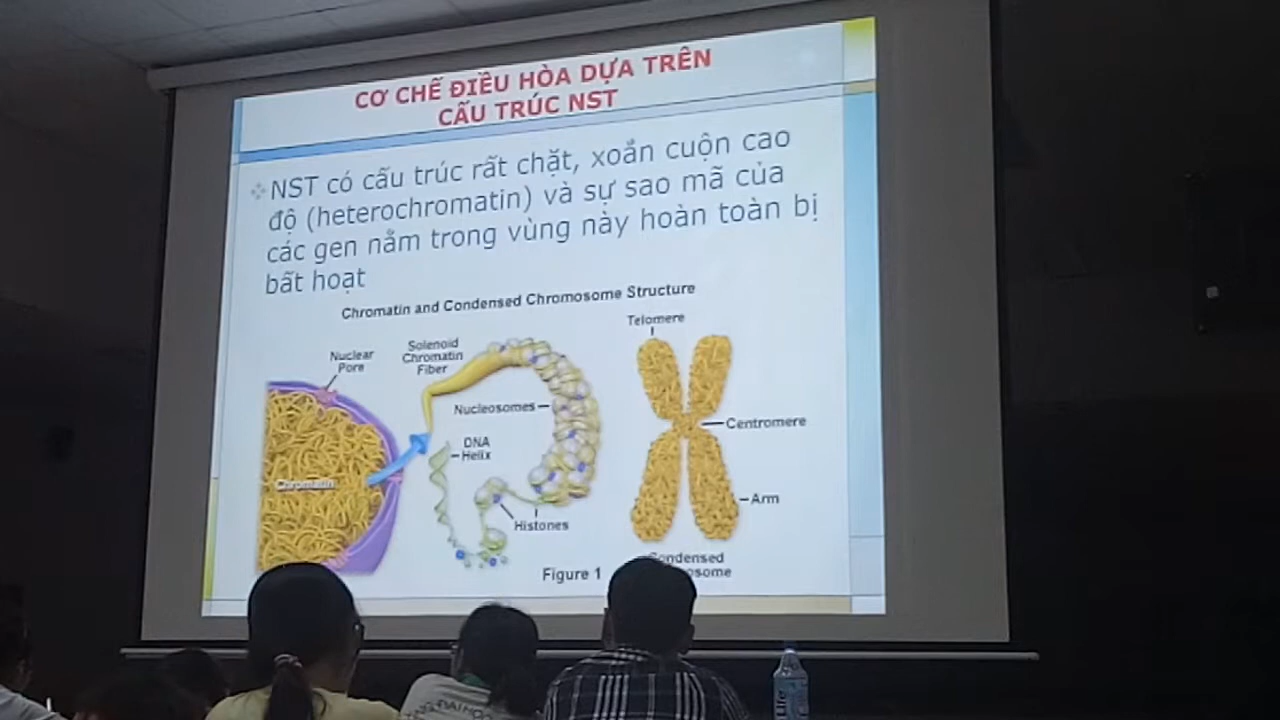 CƠ CHẾ ĐIỀU HÒA DỰA TRÊN
CẤU TRÚC NST
NST có cấu trúc rất chặt, xoắn cuộn cao
độ (heterochromatin) và sự sao mã của
các gen nằm trong vùng này hoàn toàn bị
bất hoạt
Chromatin and Condensed Chromosome Structure
Nuclear
Pore
Solenoid
Chromatin
Fiber
Telomere
Nucleosomes
Centromere
DNA
Helix
Chromatin
Arm
Histones
Condensed
Figure 1